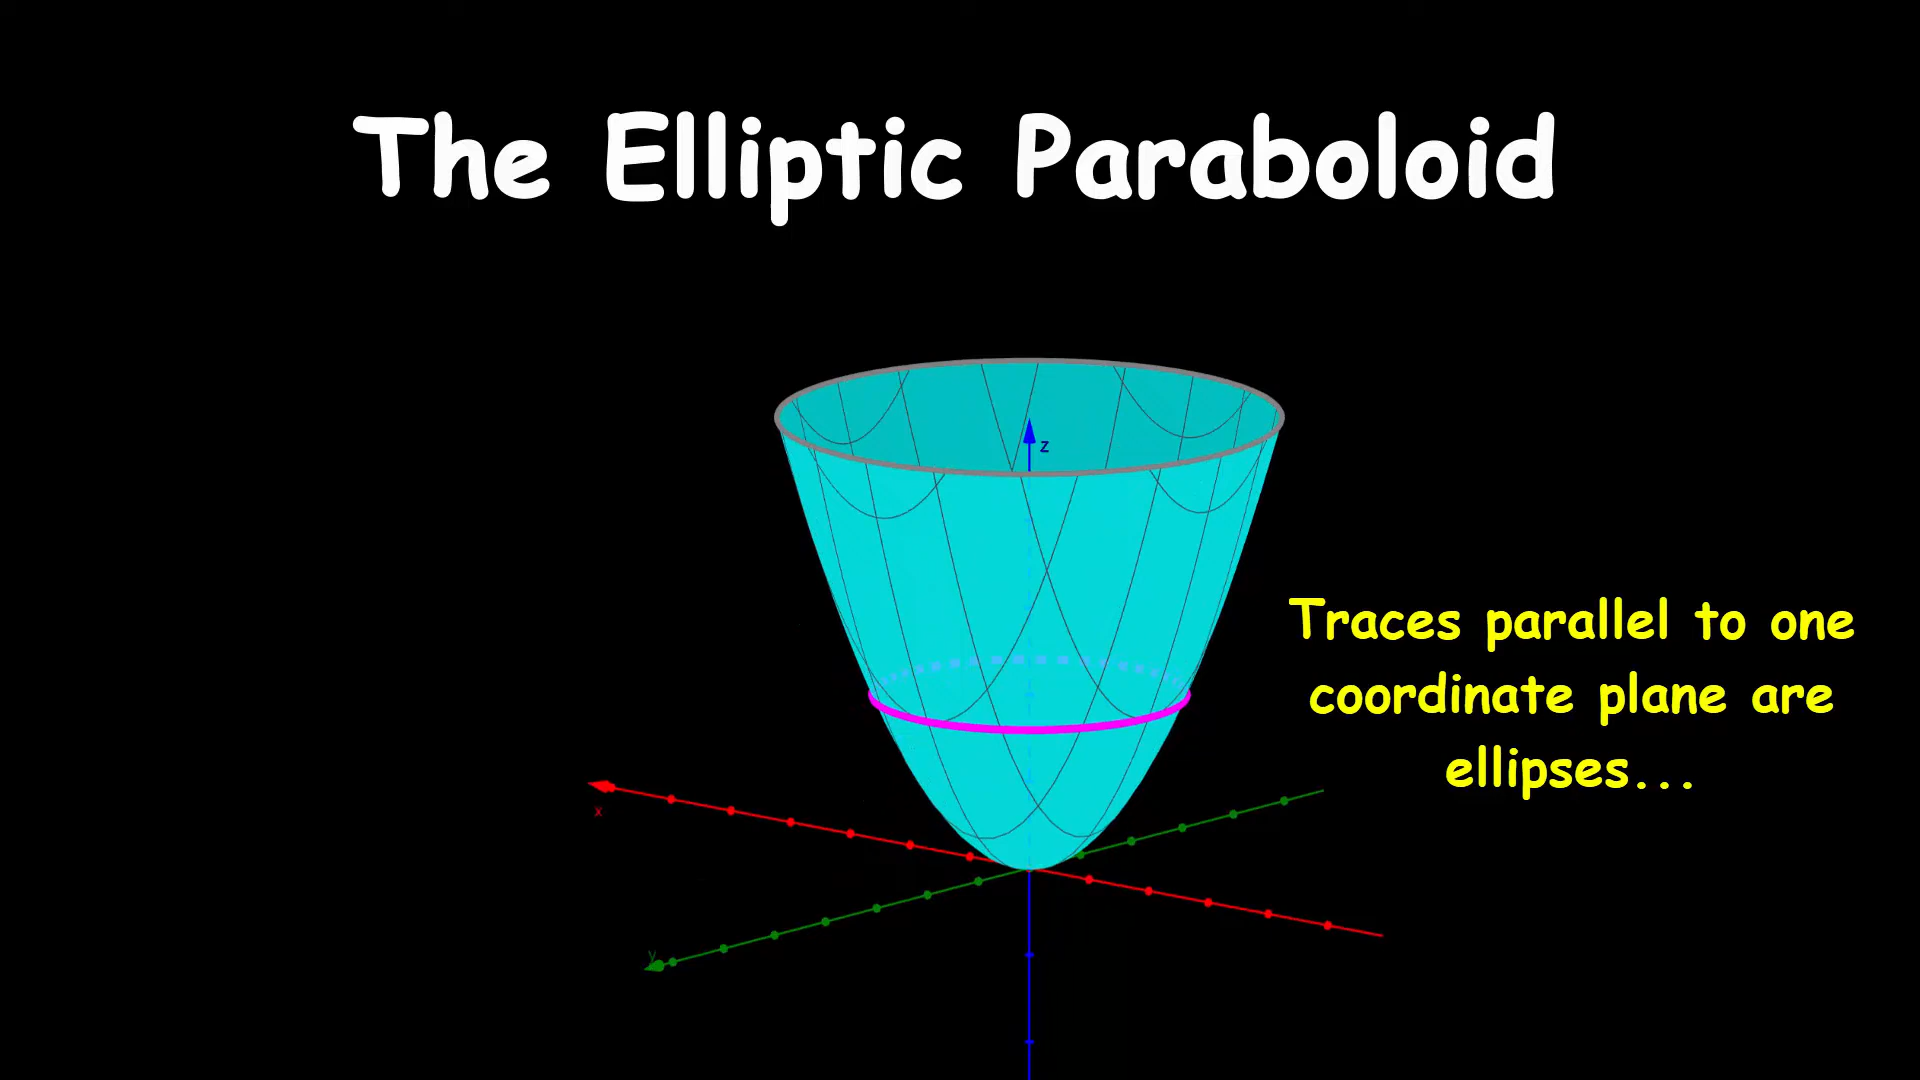 The Elliptic Paraboloid
z
Traces parallel to one
coordinate plane are
ellipses...
x
y